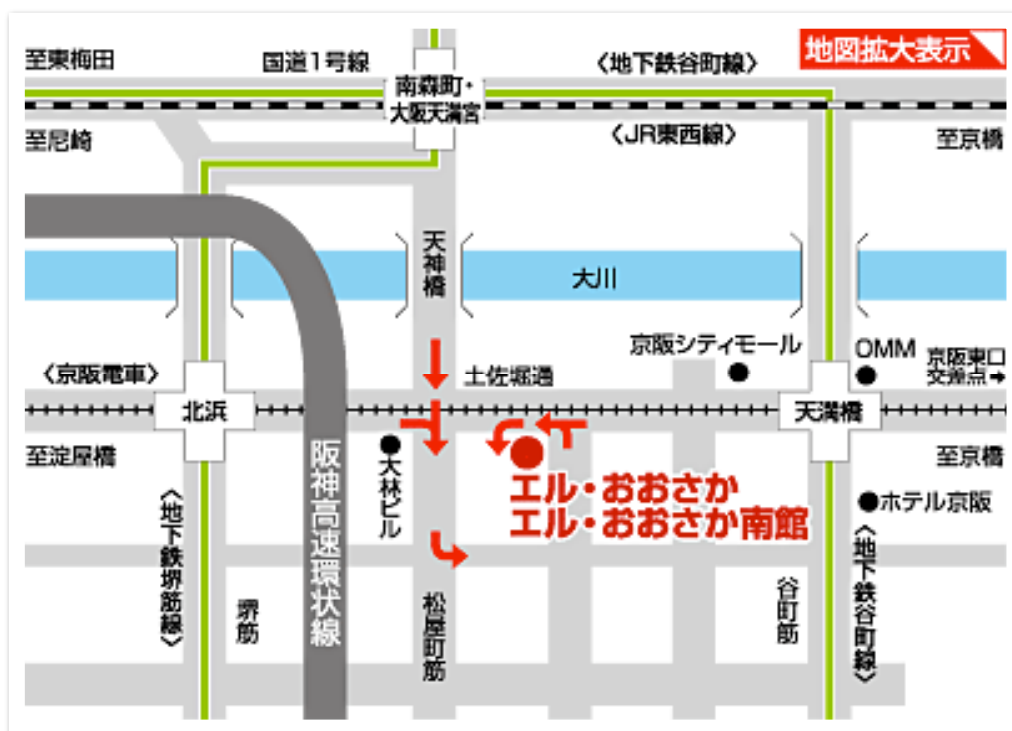 地図拡大表示
至東梅田
国道1号線
〈地下鉄谷町線〉
南森町・
大阪天満宮
至尼崎
〈JR東西線〉
至京橋
天神橋
大川
京阪シティモール
OMM
京阪東口
交差点→
〈京阪電車〉
土佐堀通
北浜
天満橋
至淀屋橋
大林ビル
至京橋
エル・おおさか
エル・おおさか南館
ホテル京阪
阪神高速環状線
〈地下鉄堺筋線〉
堺筋
松屋町筋
谷町筋
〈地下鉄谷町線〉